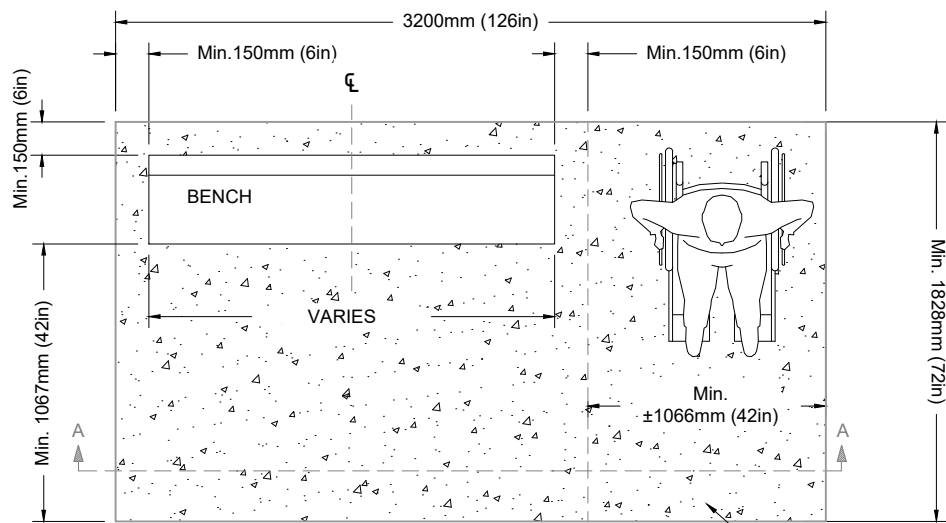 3200mm (126in)
Min.150mm (6in)
Min.150mm (6in)
℄
Min.150mm (6in)
BENCH
VARIES
Min. 1067mm (42in)
Min. 1828mm (72in)
Min.
±1066mm (42in)
A
A